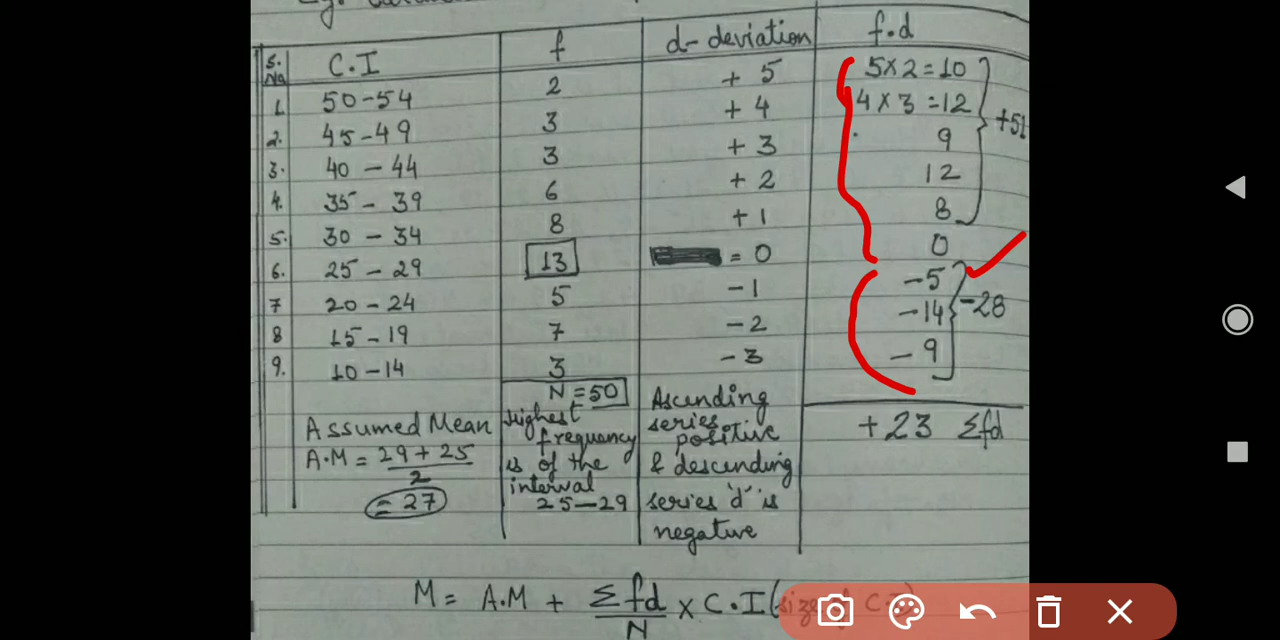 S. No | C.I | f | d-deviation | f.d
1. | 50-54 | 2 | +5 | 5×2=10
2. | 45-49 | 3 | +4 | 4×3=12
3. | 40-44 | 3 | +3 | 9
4. | 35-39 | 6 | +2 | 12
5. | 30-34 | 8 | +1 | 8
+51
6. | 25-29 | 13 | =0 | 0
7 | 20-24 | 5 | -1 | -5
8 | 15-19 | 7 | -2 | -14
9. | 10-14 | 3 | -3 | -9
-28
N=50
+23 Σfd
Assumed Mean
A.M = 29+25
2
=27
Highest
frequency
is of the
interval
25-29
Ascending
series
positive
& descending
series 'd' is
negative
M = A.M + Σfd/N × C.I (size of C.I)